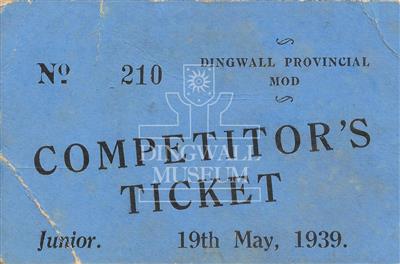 Nº 210 DINGWALL PROVINCIAL
MOD
COMPETITOR'S
DINGWALL
MUSEUM
TICKET
Junior. 19th May, 1939.